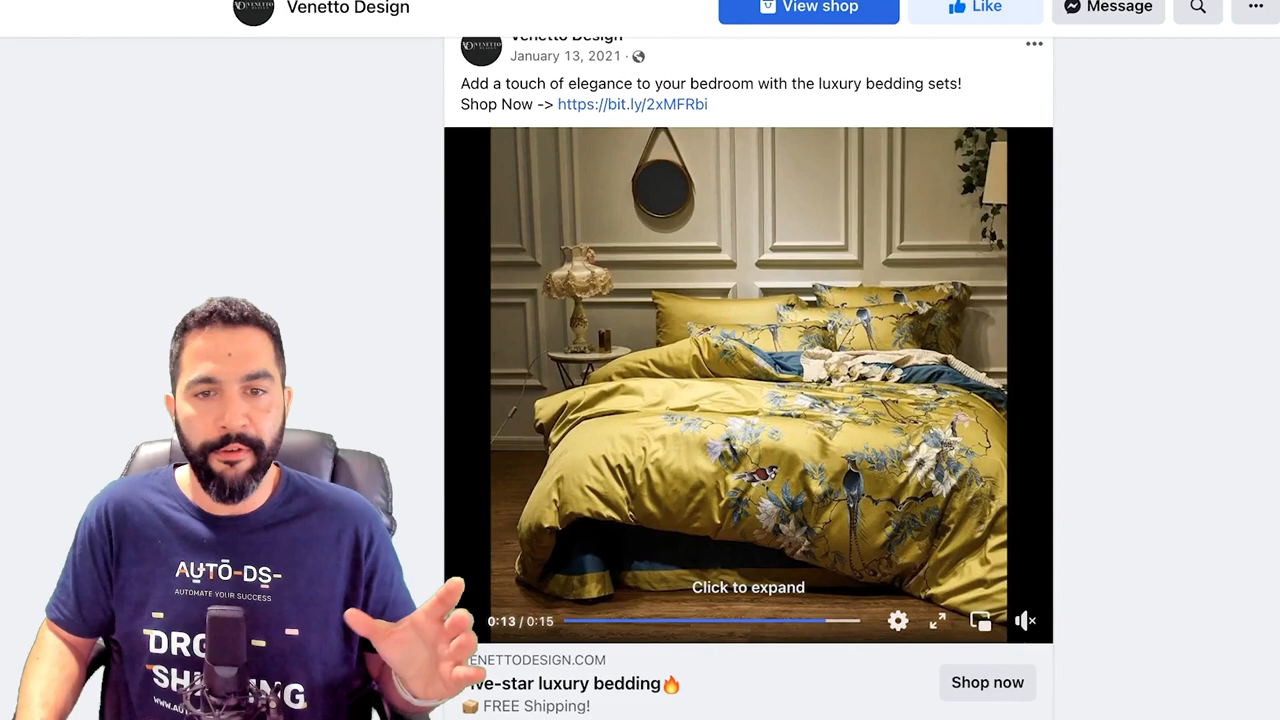 Venetto Design
View shop
Like
Message
Venetto Design
January 13, 2021 ·
Add a touch of elegance to your bedroom with the luxury bedding sets!
Shop Now -> https://bit.ly/2xMFRbi
Click to expand
0:13 / 0:15
ENETTODESIGN.COM
ive-star luxury bedding🔥
📦 FREE Shipping!
Shop now
AUTO-DS-
AUTOMATE YOUR SUCCESS